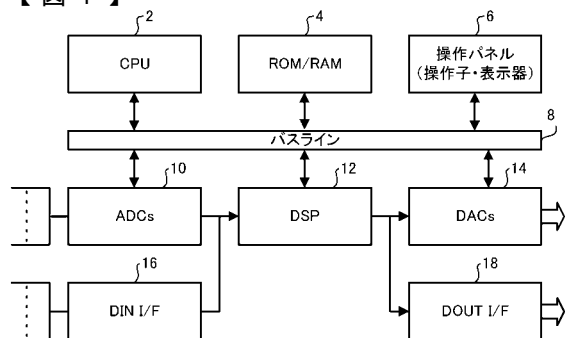 【図1】
2
4
6
CPU
ROM/RAM
操作パネル
(操作子・表示器)
8
バスライン
10
12
14
ADCs
DSP
DACs
16
18
DIN I/F
DOUT I/F